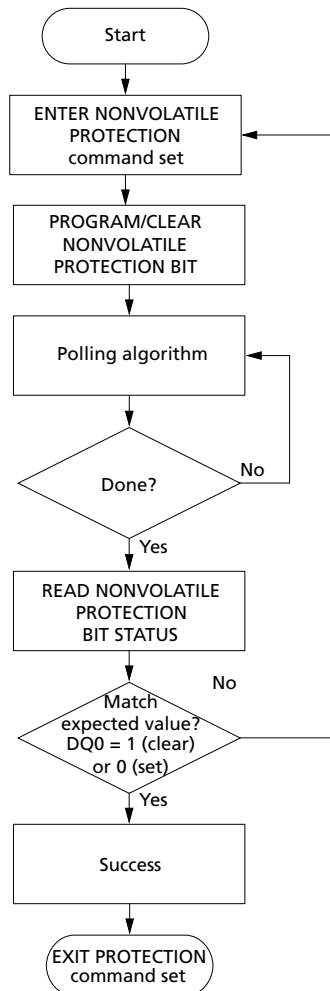 Start
ENTER NONVOLATILE
PROTECTION
command set
PROGRAM/CLEAR
NONVOLATILE
PROTECTION BIT
Polling algorithm
Done?
No
Yes
READ NONVOLATILE
PROTECTION
BIT STATUS
No
Match
expected value?
DQ0 = 1 (clear)
or 0 (set)
Yes
Success
EXIT PROTECTION
command set